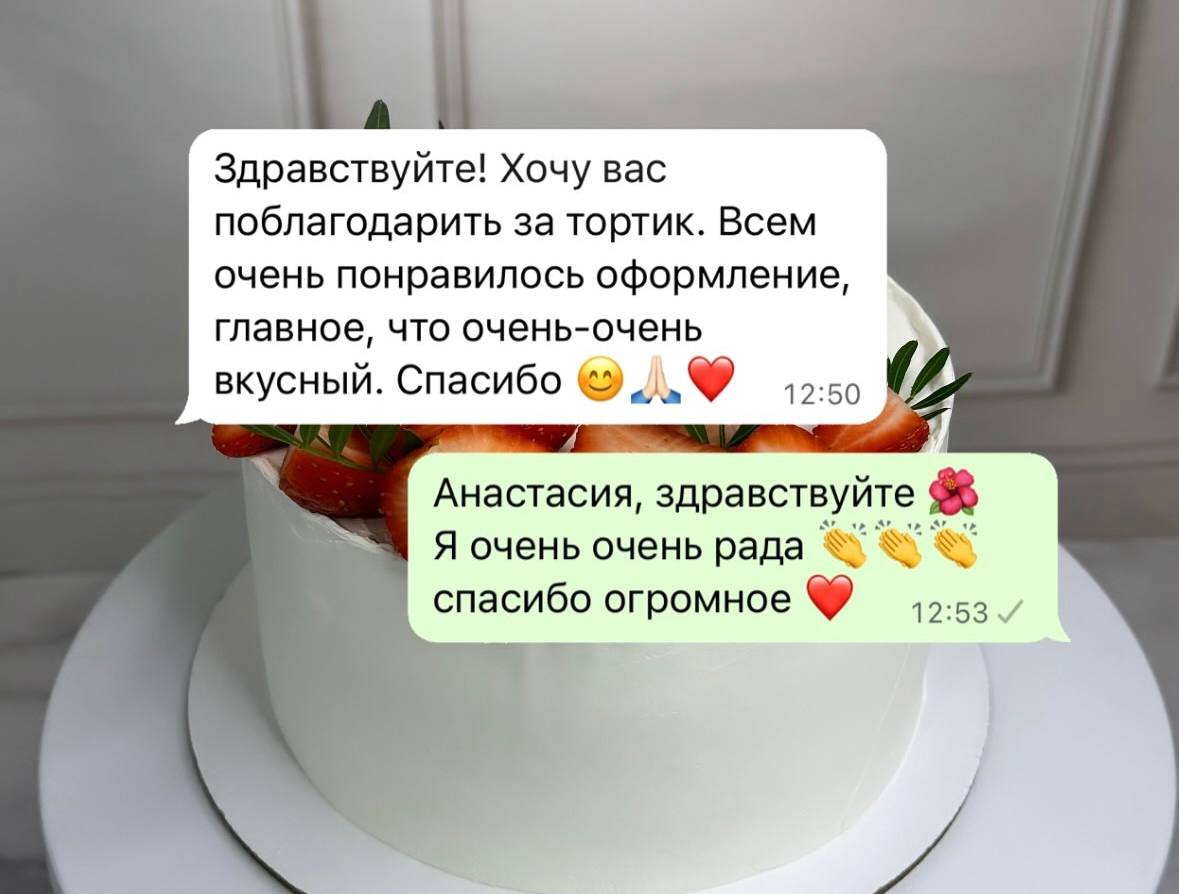 Здравствуйте! Хочу вас
поблагодарить за тортик. Всем
очень понравилось оформление,
главное, что очень-очень
вкусный. Спасибо 😊🙏🏻❤️ 12:50
Анастасия, здравствуйте 🌺
Я очень очень рада 👏👏👏
спасибо огромное ❤️ 12:53